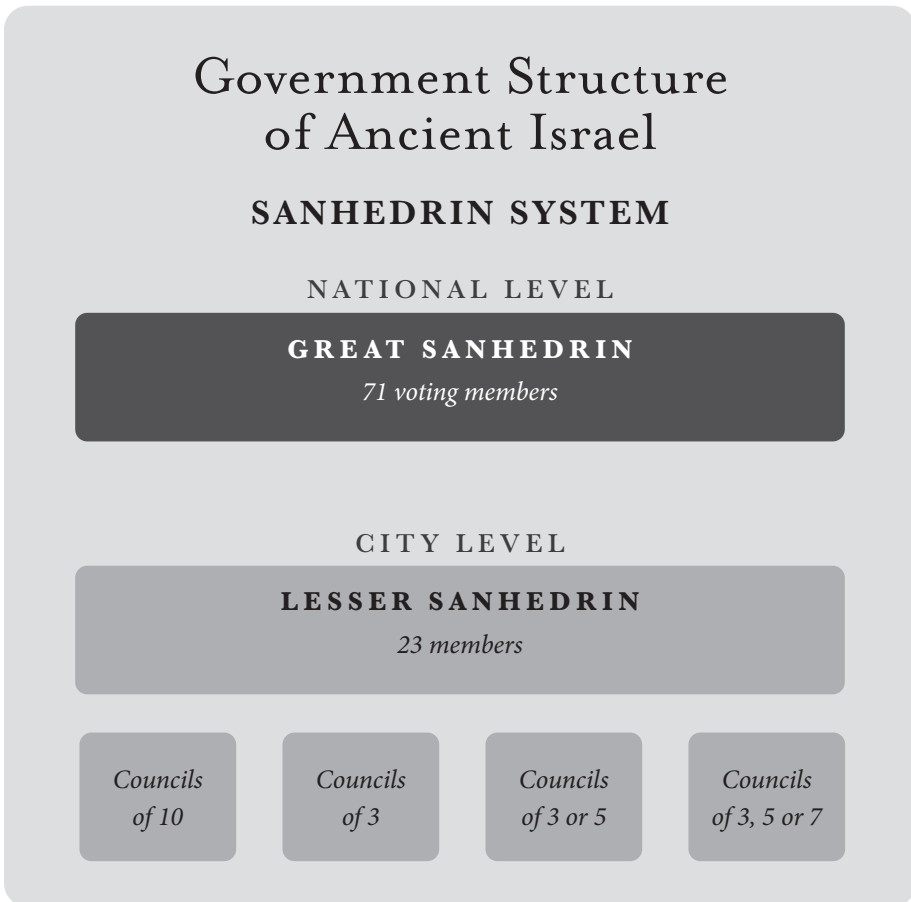 Government Structure
of Ancient Israel
SANHEDRIN SYSTEM
NATIONAL LEVEL
GREAT SANHEDRIN
71 voting members
CITY LEVEL
LESSER SANHEDRIN
23 members
Councils
of 10
Councils
of 3
Councils
of 3 or 5
Councils
of 3, 5 or 7